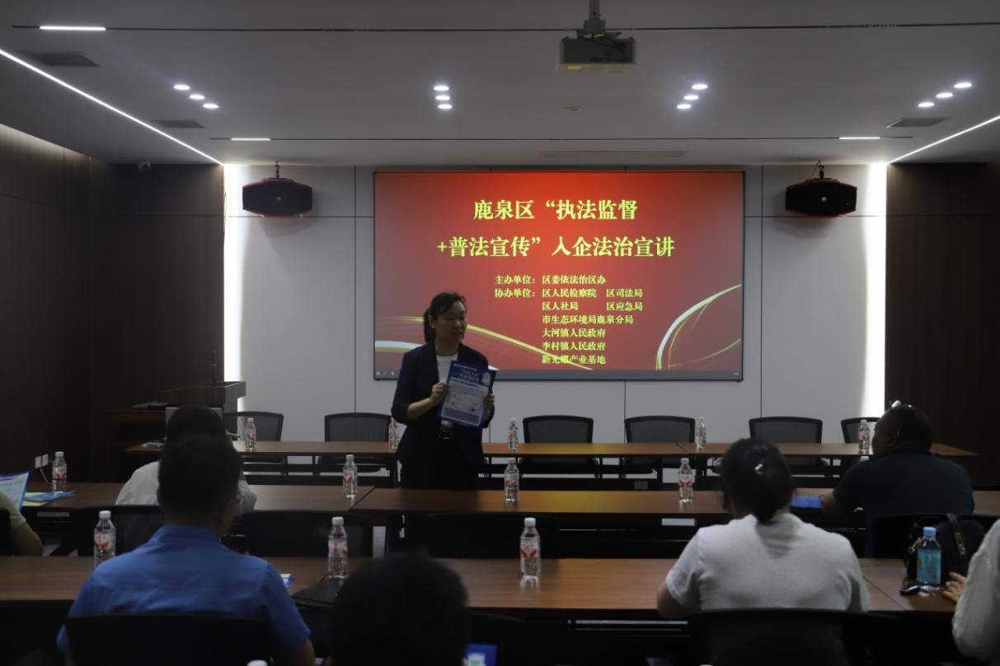 鹿泉区“执法监督
+普法宣传”入企法治宣讲
主办单位：区委依法治区办
协办单位：区人民检察院 区司法局
区人社局 区应急局
市生态环境局鹿泉分局
大河镇人民政府
李村镇人民政府
新光耀产业基地